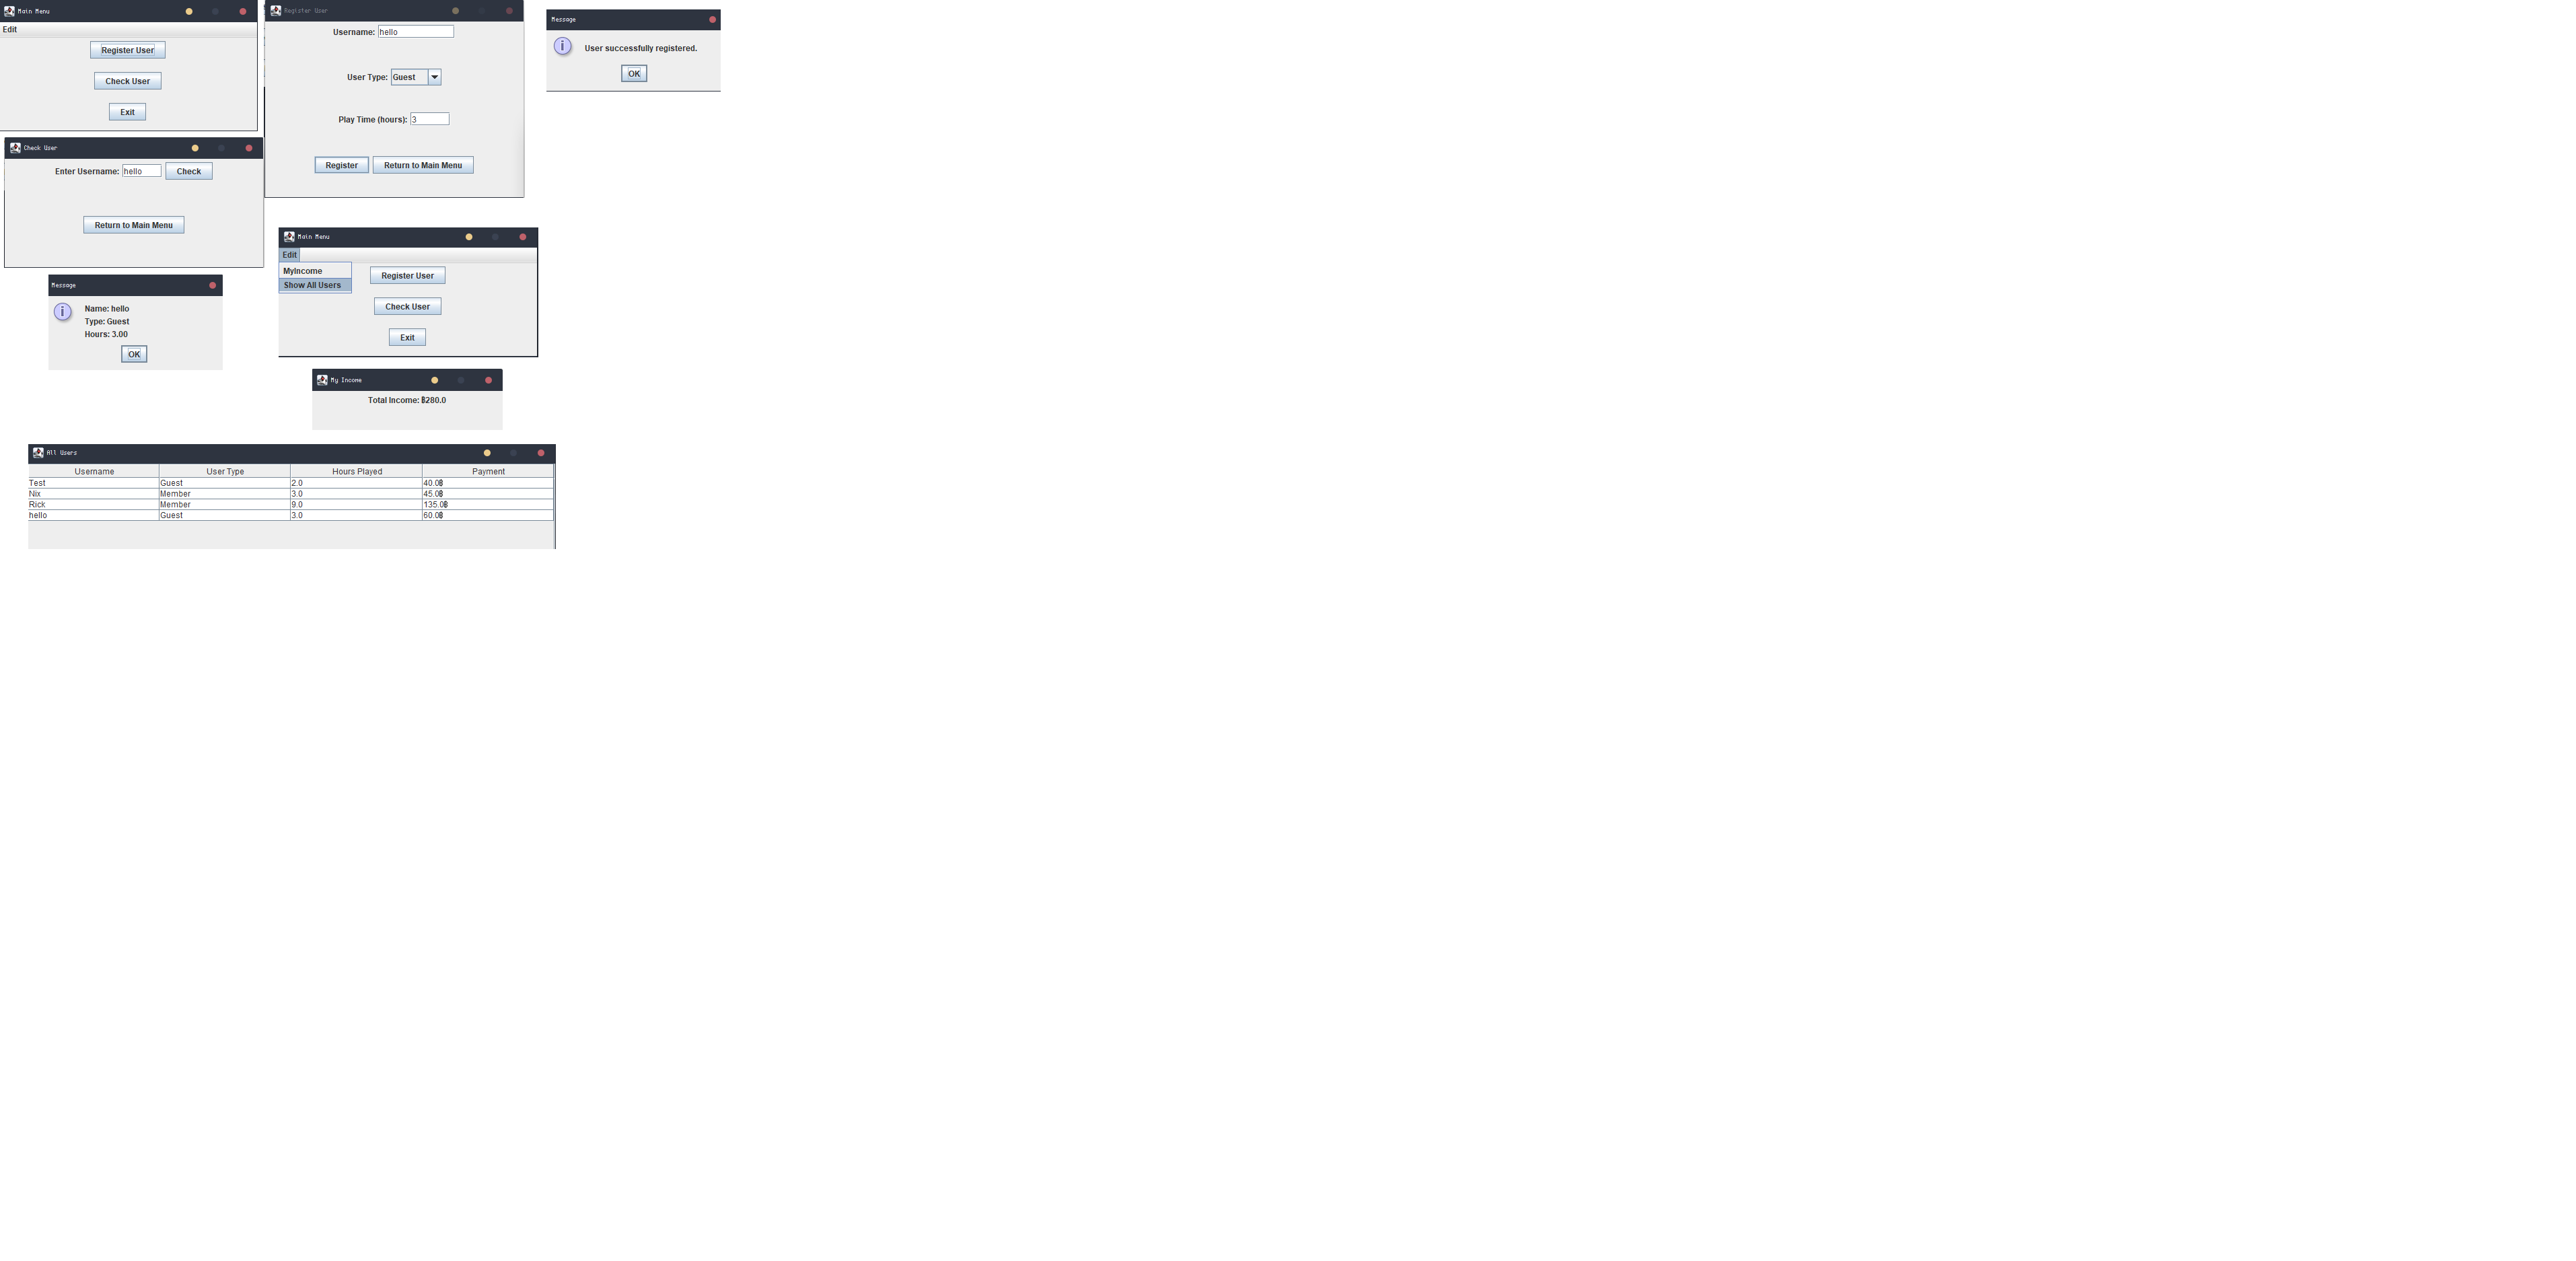 Main Menu
Edit
Register User
Check User
Exit
Register User
Username: hello
User Type: Guest
Play Time (hours): 3
Register Return to Main Menu
Message
User successfully registered.
OK
Check User
Enter Username: hello Check
Return to Main Menu
Main Menu
Edit
MyIncome
Show All Users
Register User
Check User
Exit
Message
Name: hello
Type: Guest
Hours: 3.00
OK
My Income
Total Income: ฿280.0
All Users
Username User Type Hours Played Payment
Test Guest 2.0 40.0฿
Nix Member 3.0 45.0฿
Rick Member 9.0 135.0฿
hello Guest 3.0 60.0฿